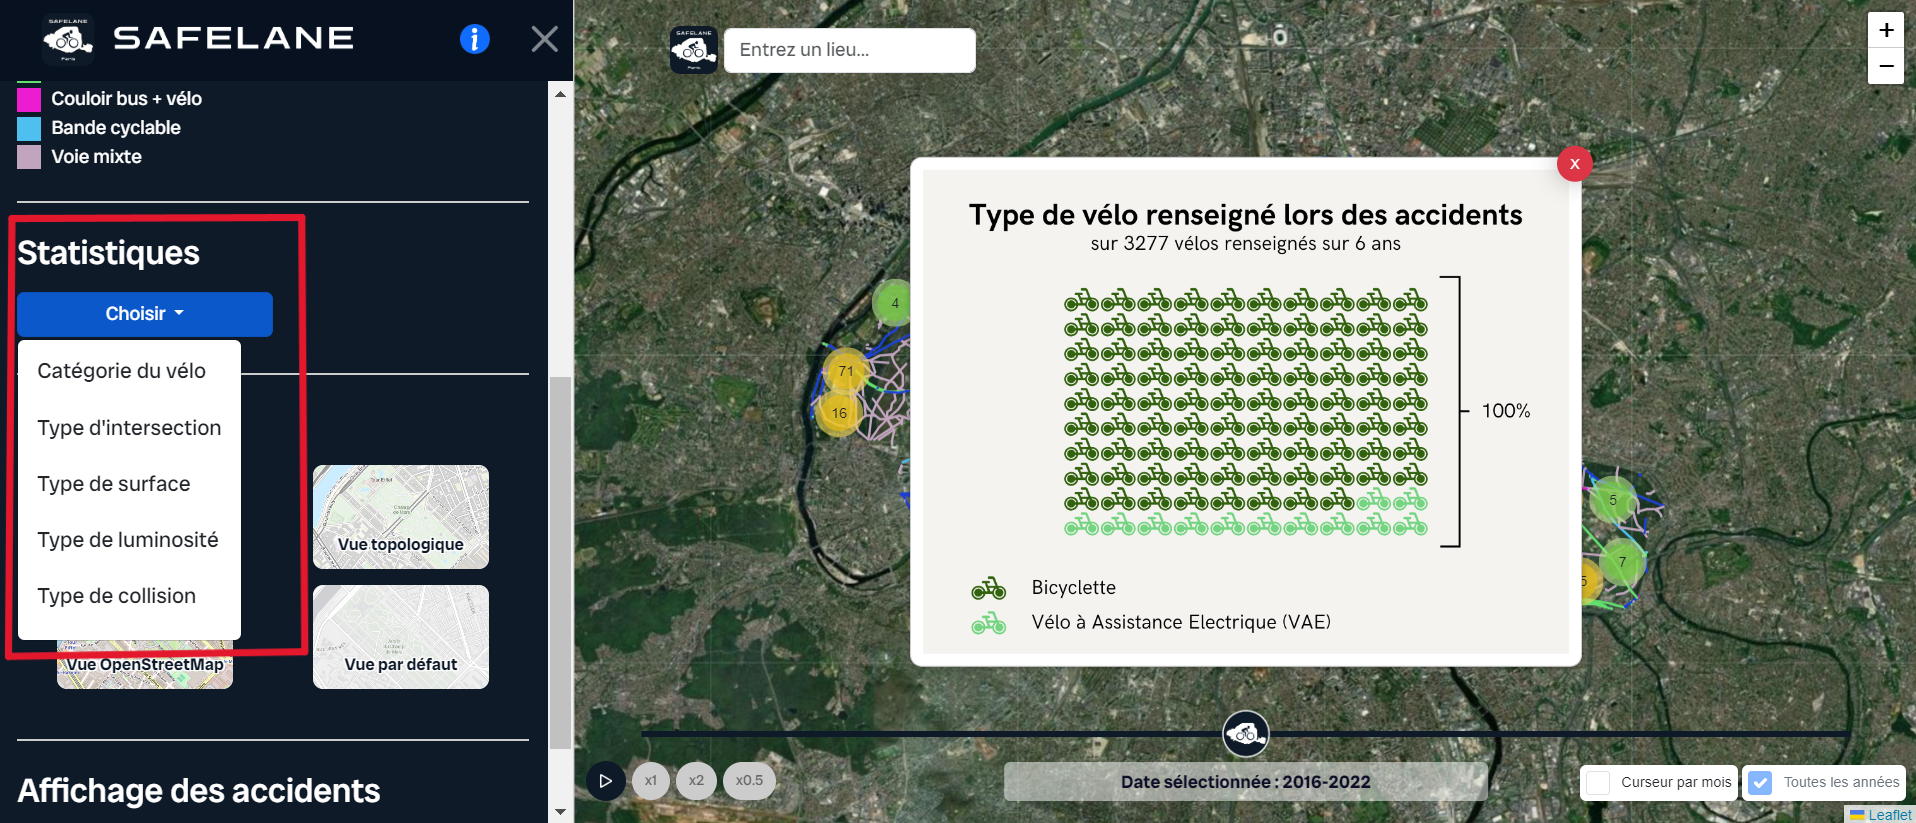 SAFELANE
Paris
SAFELANE
i
Couloir bus + vélo
Bande cyclable
Voie mixte
Statistiques
Choisir
Catégorie du vélo
Type d'intersection
Type de surface
Type de luminosité
Type de collision
Vue topologique
Vue OpenStreetMap
Vue par défaut
Affichage des accidents
SAFELANE
Paris
Entrez un lieu...
+
−
4
71
16
x
Type de vélo renseigné lors des accidents
sur 3277 vélos renseignés sur 6 ans
100%
Bicyclette
Vélo à Assistance Electrique (VAE)
5
7
5
x1
x2
x0.5
Date sélectionnée : 2016-2022
Curseur par mois
Toutes les années
Leaflet